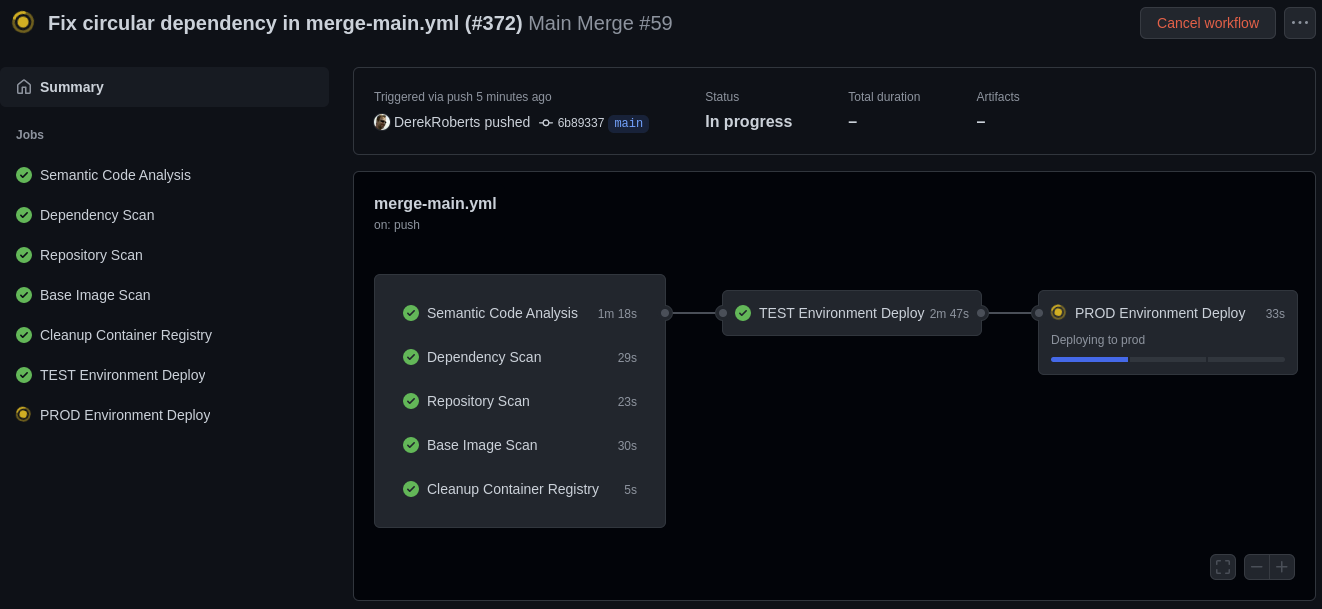 Fix circular dependency in merge-main.yml (#372) Main Merge #59
Cancel workflow
Summary
Jobs
Semantic Code Analysis
Dependency Scan
Repository Scan
Base Image Scan
Cleanup Container Registry
TEST Environment Deploy
PROD Environment Deploy
Triggered via push 5 minutes ago
DerekRoberts pushed 6b89337 main
Status
In progress
Total duration
–
Artifacts
–
merge-main.yml
on: push
Semantic Code Analysis 1m 18s
Dependency Scan 29s
Repository Scan 23s
Base Image Scan 30s
Cleanup Container Registry 5s
TEST Environment Deploy 2m 47s
PROD Environment Deploy 33s
Deploying to prod